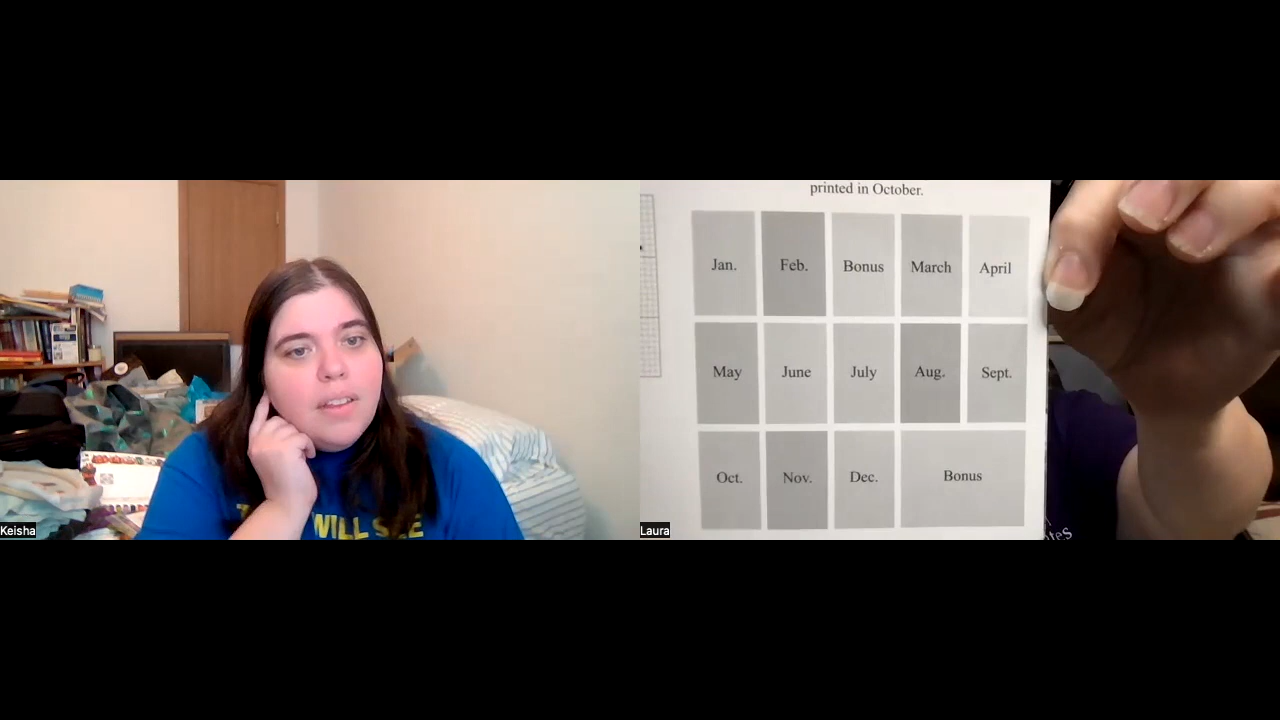 printed in October.
Jan. Feb. Bonus March April
May June July Aug. Sept.
Oct. Nov. Dec. Bonus
WILL
Keisha
Laura